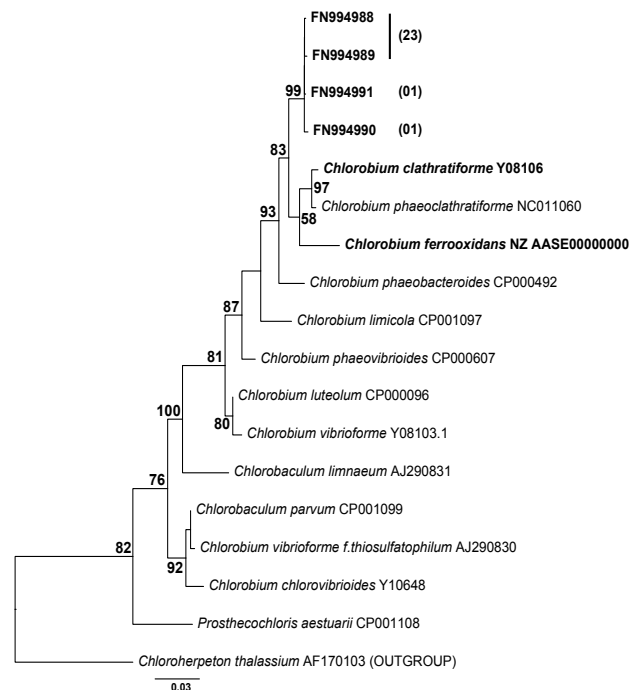 FN994988
(23)
FN994989
99
FN994991 (01)
FN994990 (01)
83
Chlorobium clathratiforme Y08106
97
Chlorobium phaeoclathratiforme NC011060
58
93
Chlorobium ferrooxidans NZ AASE00000000
Chlorobium phaeobacteroides CP000492
87
Chlorobium limicola CP001097
81
Chlorobium phaeovibrioides CP000607
Chlorobium luteolum CP000096
100
80
Chlorobium vibrioforme Y08103.1
Chlorobaculum limnaeum AJ290831
76
Chlorobaculum parvum CP001099
82
Chlorobium vibrioforme f.thiosulfatophilum AJ290830
92
Chlorobium chlorovibrioides Y10648
Prosthecochloris aestuarii CP001108
Chloroherpeton thalassium AF170103 (OUTGROUP)
0.03